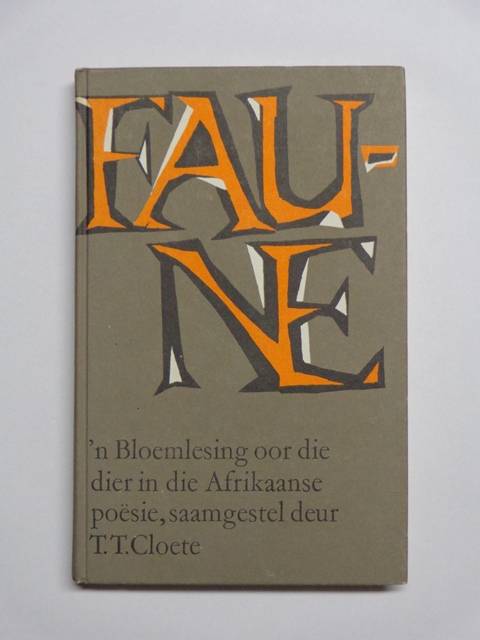 FAU-
NE
'n Bloemlesing oor die
dier in die Afrikaanse
poësie, saamgestel deur
T.T. Cloete